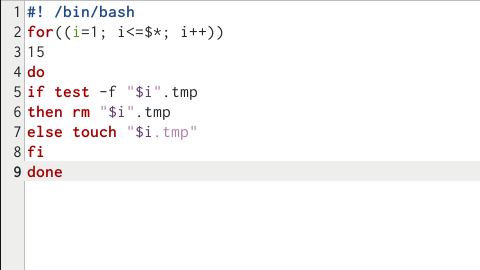 1 #! /bin/bash
2 for((i=1; i<=$*; i++))
3 15
4 do
5 if test -f "$i".tmp
6 then rm "$i".tmp
7 else touch "$i.tmp"
8 fi
9 done